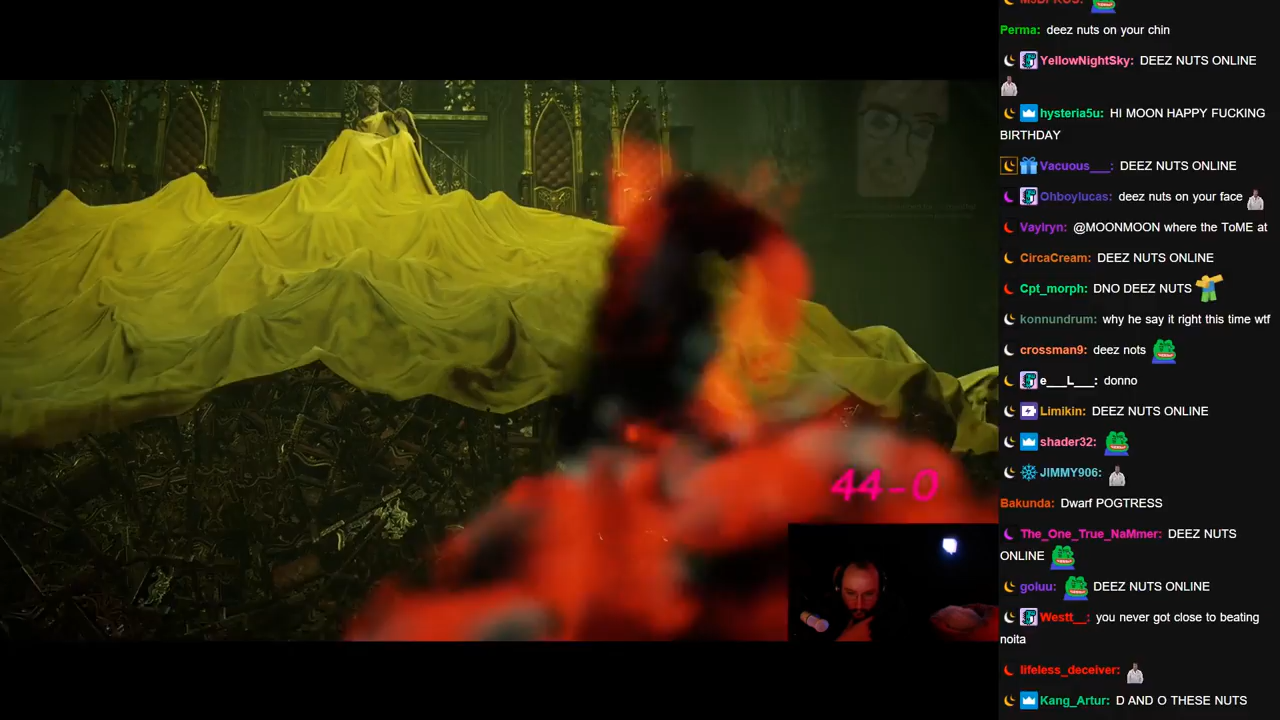 Perma: deez nuts on your chin
YellowNightSky: DEEZ NUTS ONLINE
hysteria5u: HI MOON HAPPY FUCKING
BIRTHDAY
Vacuous___: DEEZ NUTS ONLINE
Ohboylucas: deez nuts on your face
Vaylryn: @MOONMOON where the ToME at
CircaCream: DEEZ NUTS ONLINE
Cpt_morph: DNO DEEZ NUTS
konnundrum: why he say it right this time wtf
crossman9: deez nots
e___L___: donno
Limikin: DEEZ NUTS ONLINE
shader32:
JIMMY906:
44-0
Bakunda: Dwarf POGTRESS
The_One_True_NaMmer: DEEZ NUTS
ONLINE
goluu: DEEZ NUTS ONLINE
Westt__: you never got close to beating
noita
lifeless_deceiver:
Kang_Artur: D AND O THESE NUTS